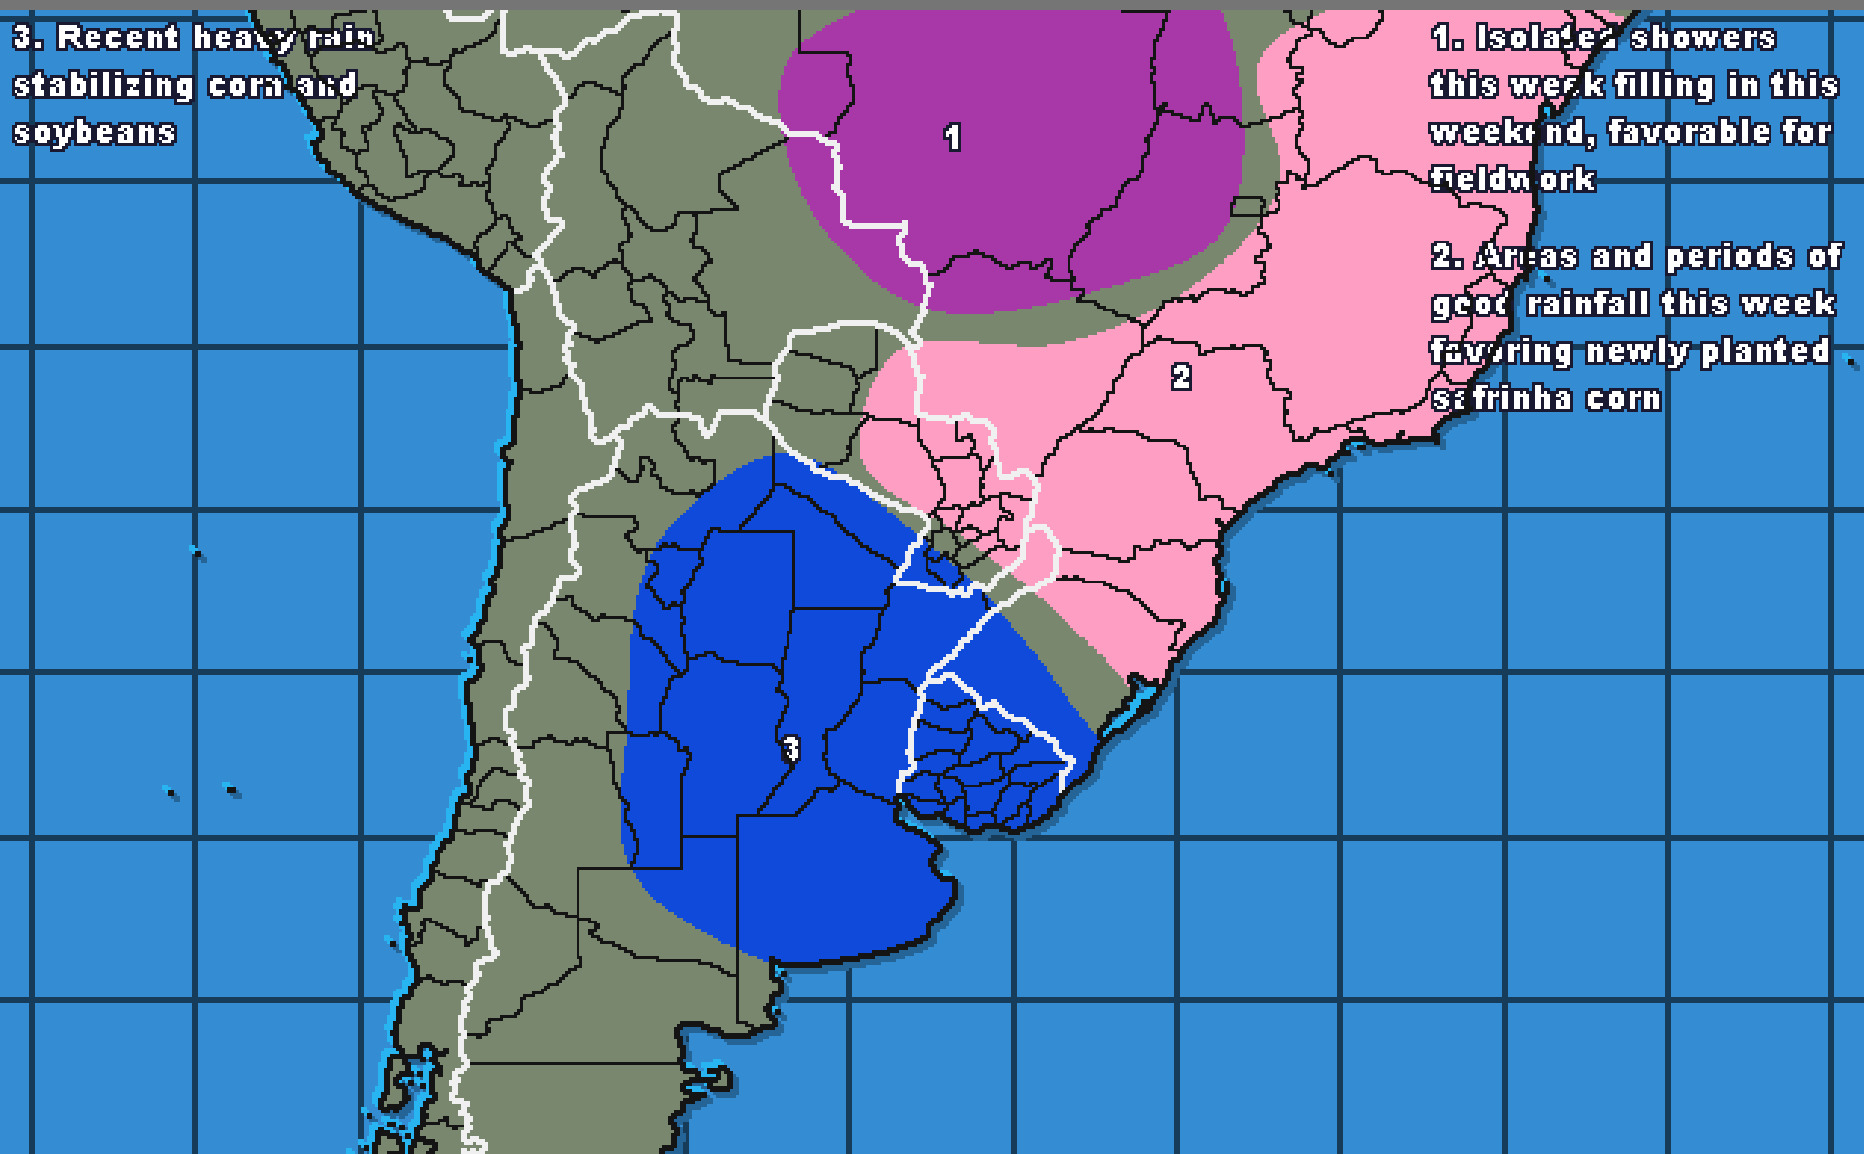 3. Recent heavy rain
stabilizing corn and
soybeans
1. Isolated showers
this week filling in this
weekend, favorable for
fieldwork
2. Areas and periods of
good rainfall this week
favoring newly planted
safrinha corn
1
2
3